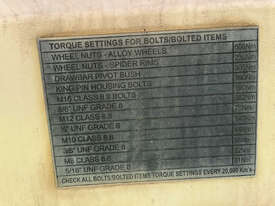 TORQUE SETTINGS FOR BOLTS/BOLTED ITEMS
WHEEL NUTS - ALLOY WHEELS
WHEEL NUTS - SPIDER RING
DRAWBAR PIVOT BUSH
KING PIN HOUSING BOLTS
M16 CLASS 8.8 BOLTS
5/8" UNF GRADE 8
M12 CLASS 8.8
½" UNF GRADE 8
M10 CLASS 8.8
3/8" UNF GRADE 8
M8 CLASS 8.8
5/16" UNF GRADE 8
CHECK ALL BOLTS/BOLTED ITEMS TORQUE SETTINGS EVERY 20,000 Km's